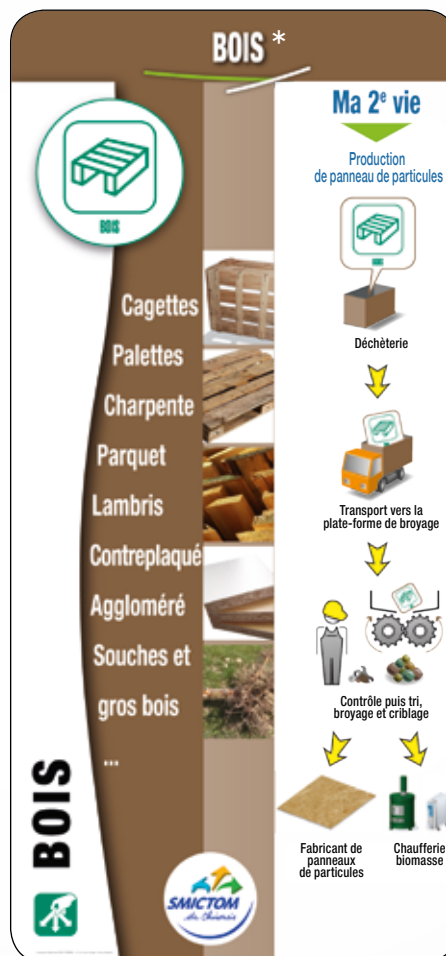 BOIS *
Ma 2e vie
Production
de panneau de particules
BOIS
Déchèterie
Cagettes
Palettes
Charpente
Parquet
Lambris
Contreplaqué
Aggloméré
Souches et
gros bois
...
Transport vers la
plate-forme de broyage
Contrôle puis tri,
broyage et criblage
Fabricant de
panneaux
de particules
Chaufferie
biomasse
BOIS
SMICTOM